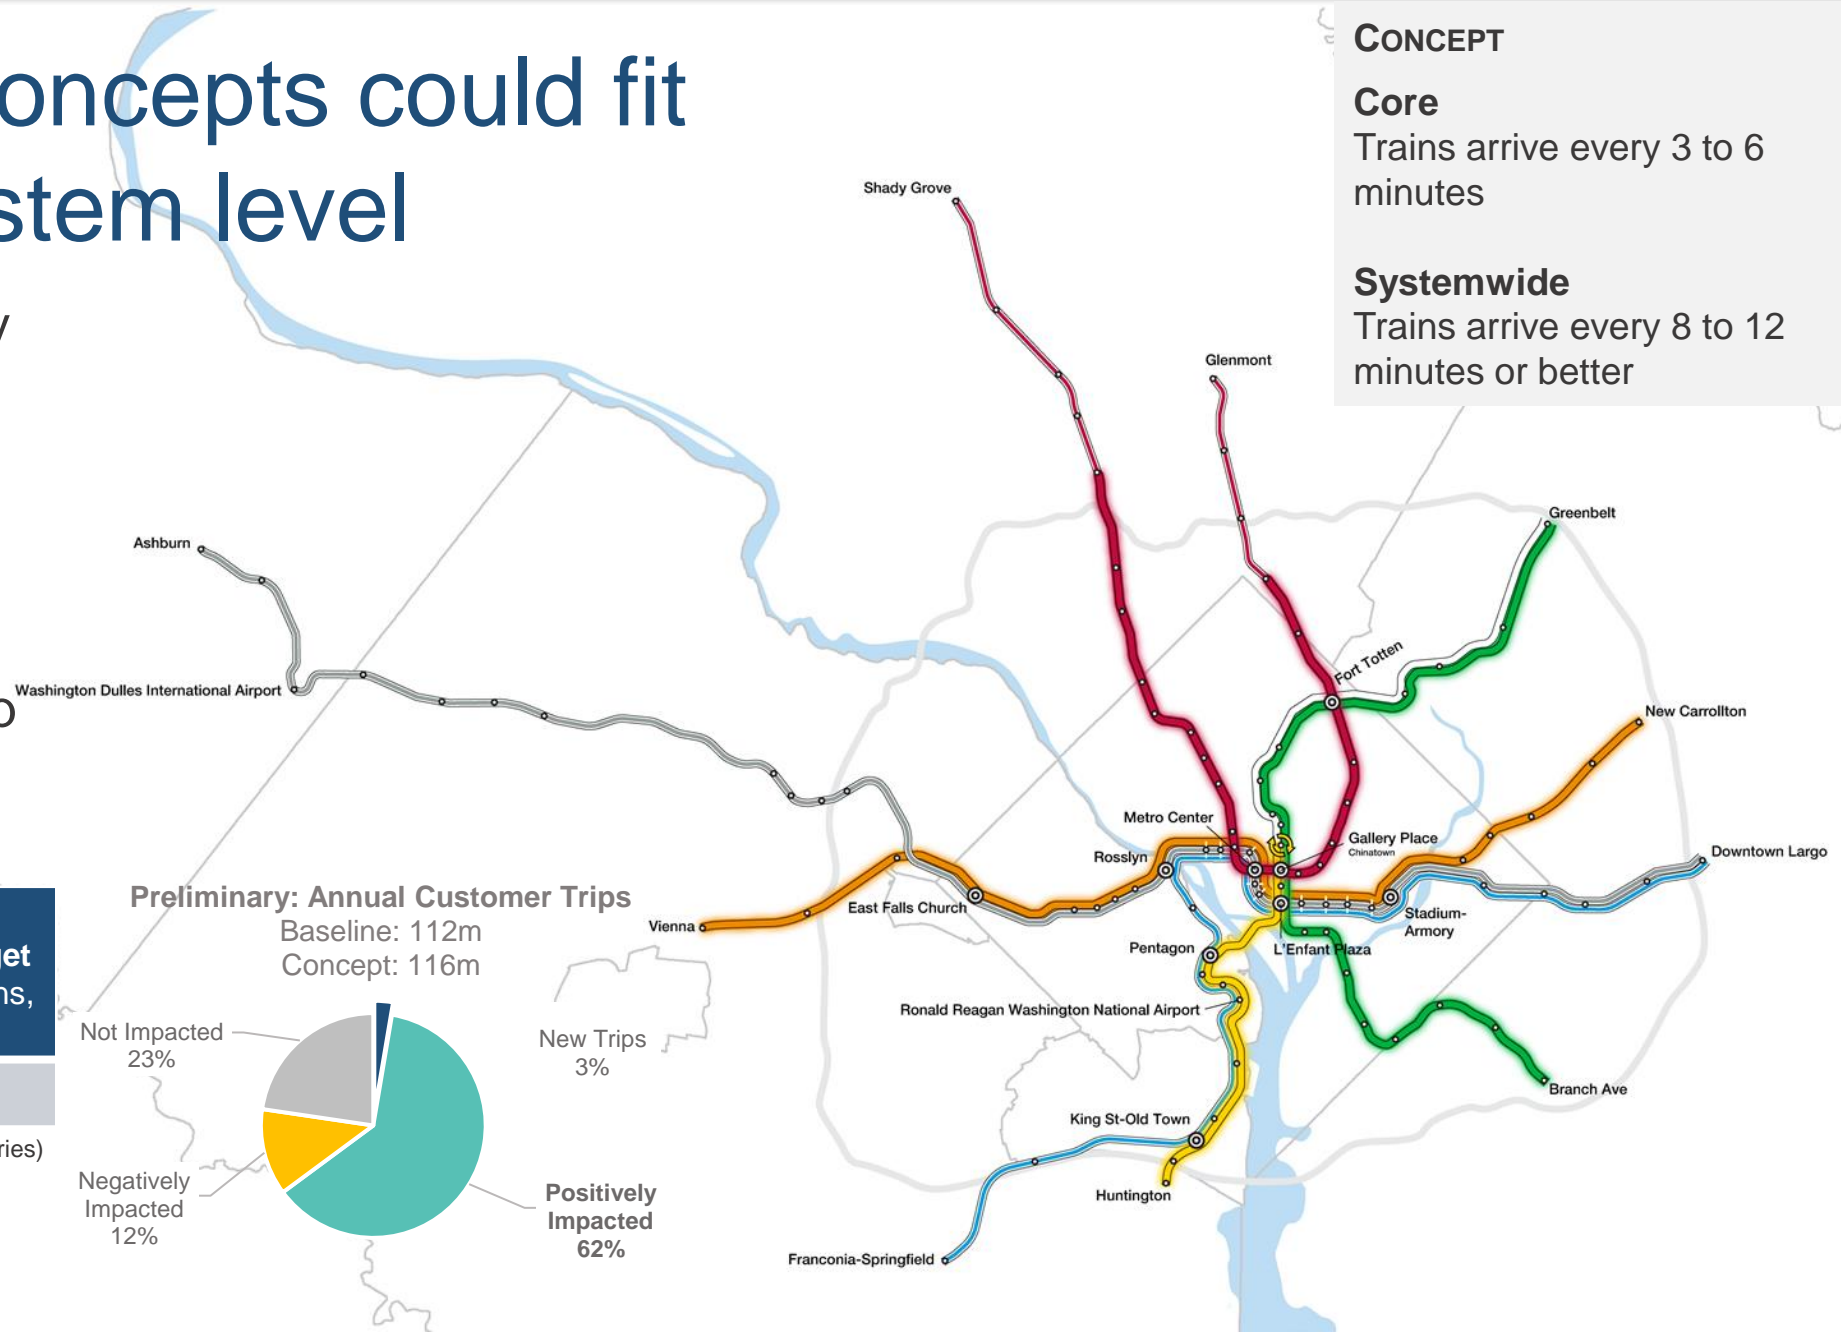 oncepts could fit
stem level
y
o
get
ns,
ries)
CONCEPT
Core
Trains arrive every 3 to 6
minutes
Systemwide
Trains arrive every 8 to 12
minutes or better
Shady Grove
Glenmont
Greenbelt
Ashburn
Fort Totten
Washington Dulles International Airport
New Carrollton
Metro Center
Gallery Place
Chinatown
Rosslyn
Downtown Largo
East Falls Church
Vienna
Stadium-
Armory
Pentagon
L'Enfant Plaza
Ronald Reagan Washington National Airport
Branch Ave
King St-Old Town
Huntington
Franconia-Springfield
Preliminary: Annual Customer Trips
Baseline: 112m
Concept: 116m
Not Impacted
23%
New Trips
3%
Negatively
Impacted
12%
Positively
Impacted
62%